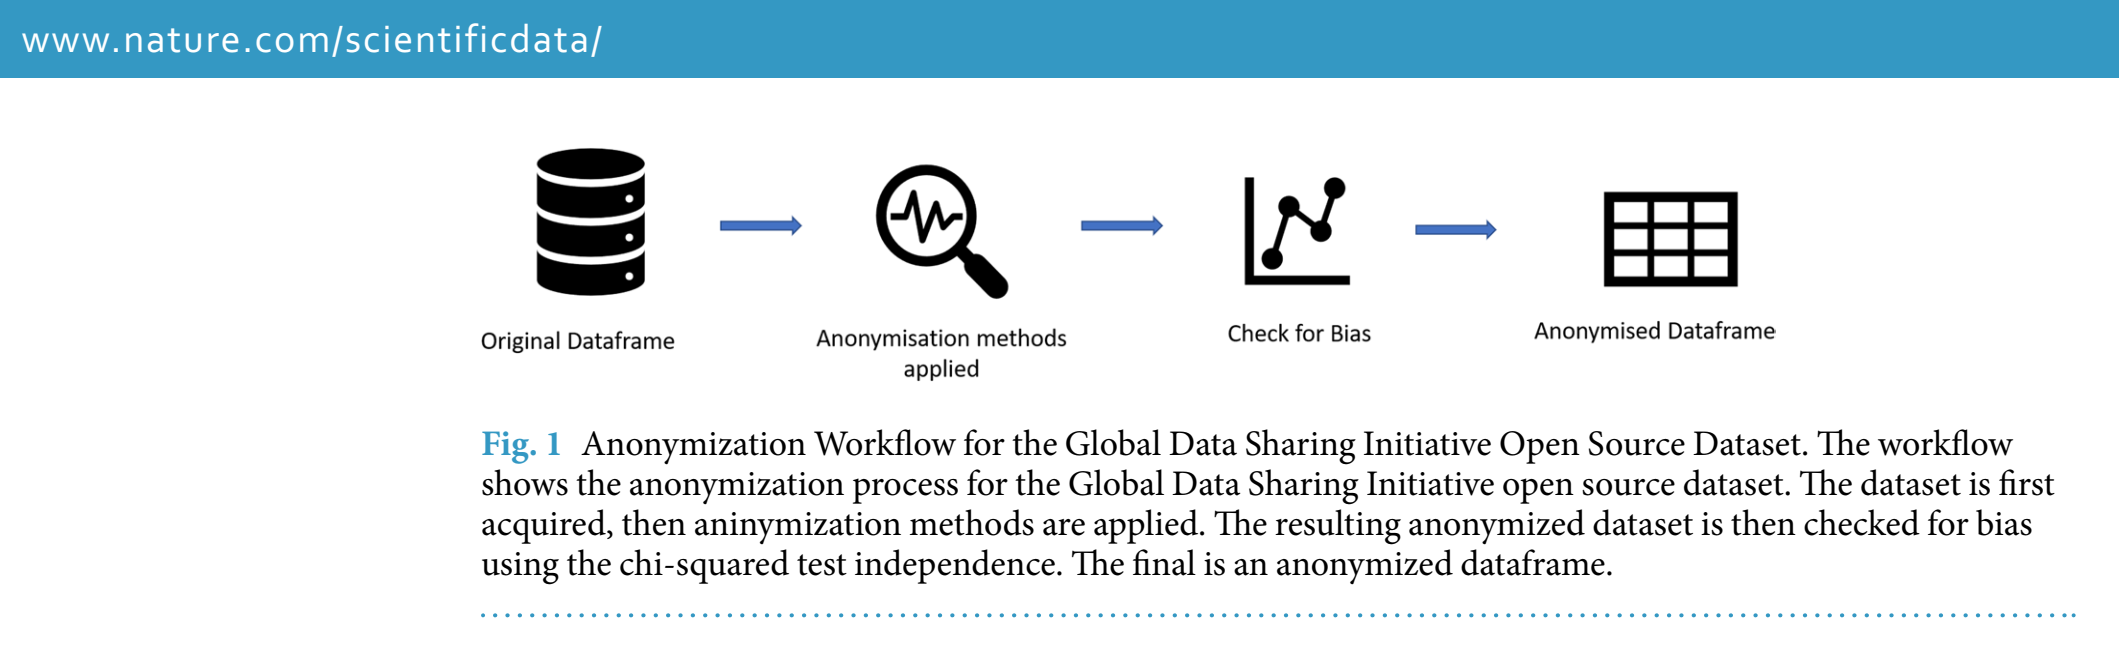 www.nature.com/scientificdata/
Original Dataframe
Anonymisation methods
applied
Check for Bias
Anonymised Dataframe
Fig. 1 Anonymization Workflow for the Global Data Sharing Initiative Open Source Dataset. The workflow
shows the anonymization process for the Global Data Sharing Initiative open source dataset. The dataset is first
acquired, then aninymization methods are applied. The resulting anonymized dataset is then checked for bias
using the chi-squared test independence. The final is an anonymized dataframe.